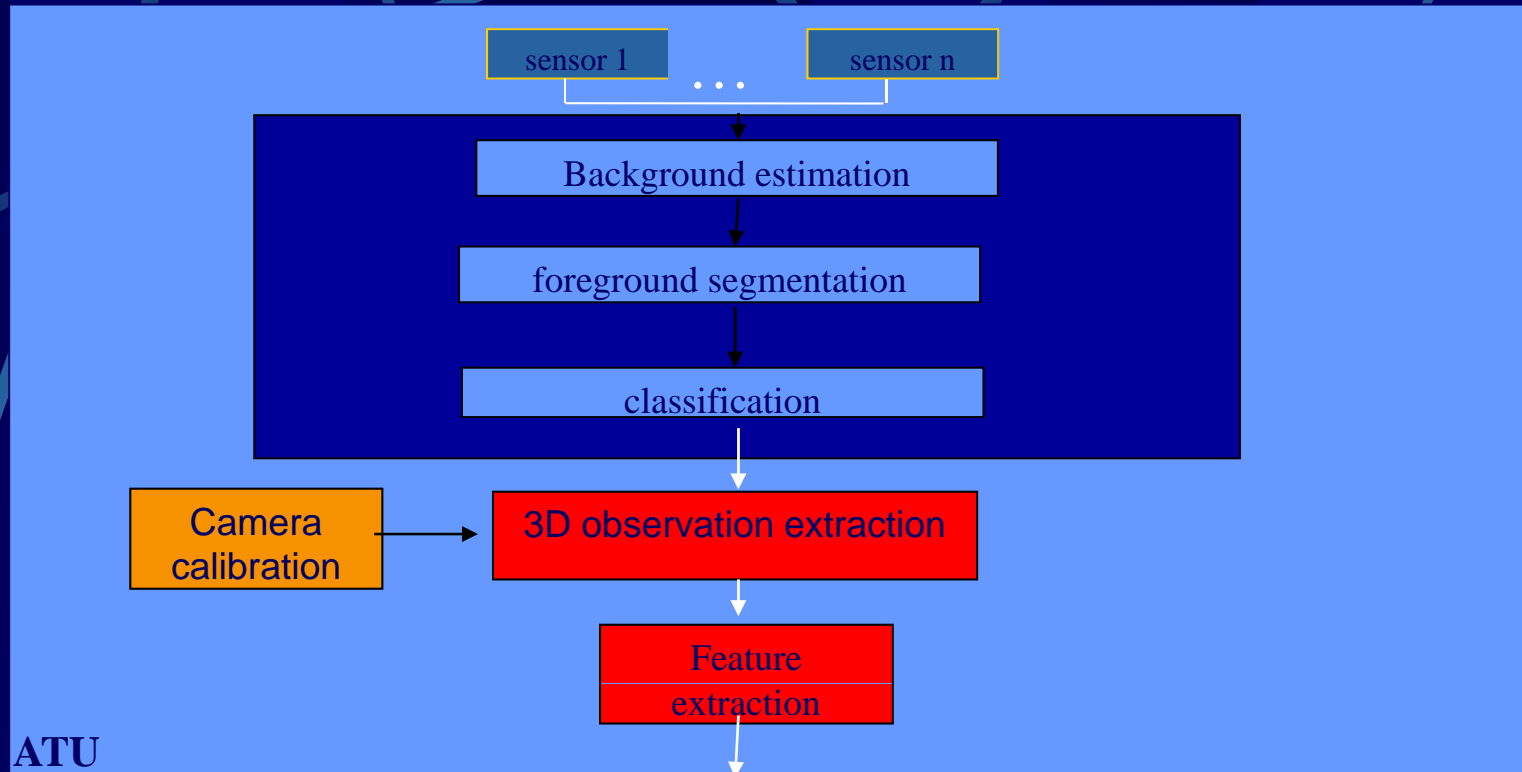 sensor 1
. . .
sensor n
Background estimation
foreground segmentation
classification
Camera
calibration
3D observation extraction
Feature
extraction
ATU